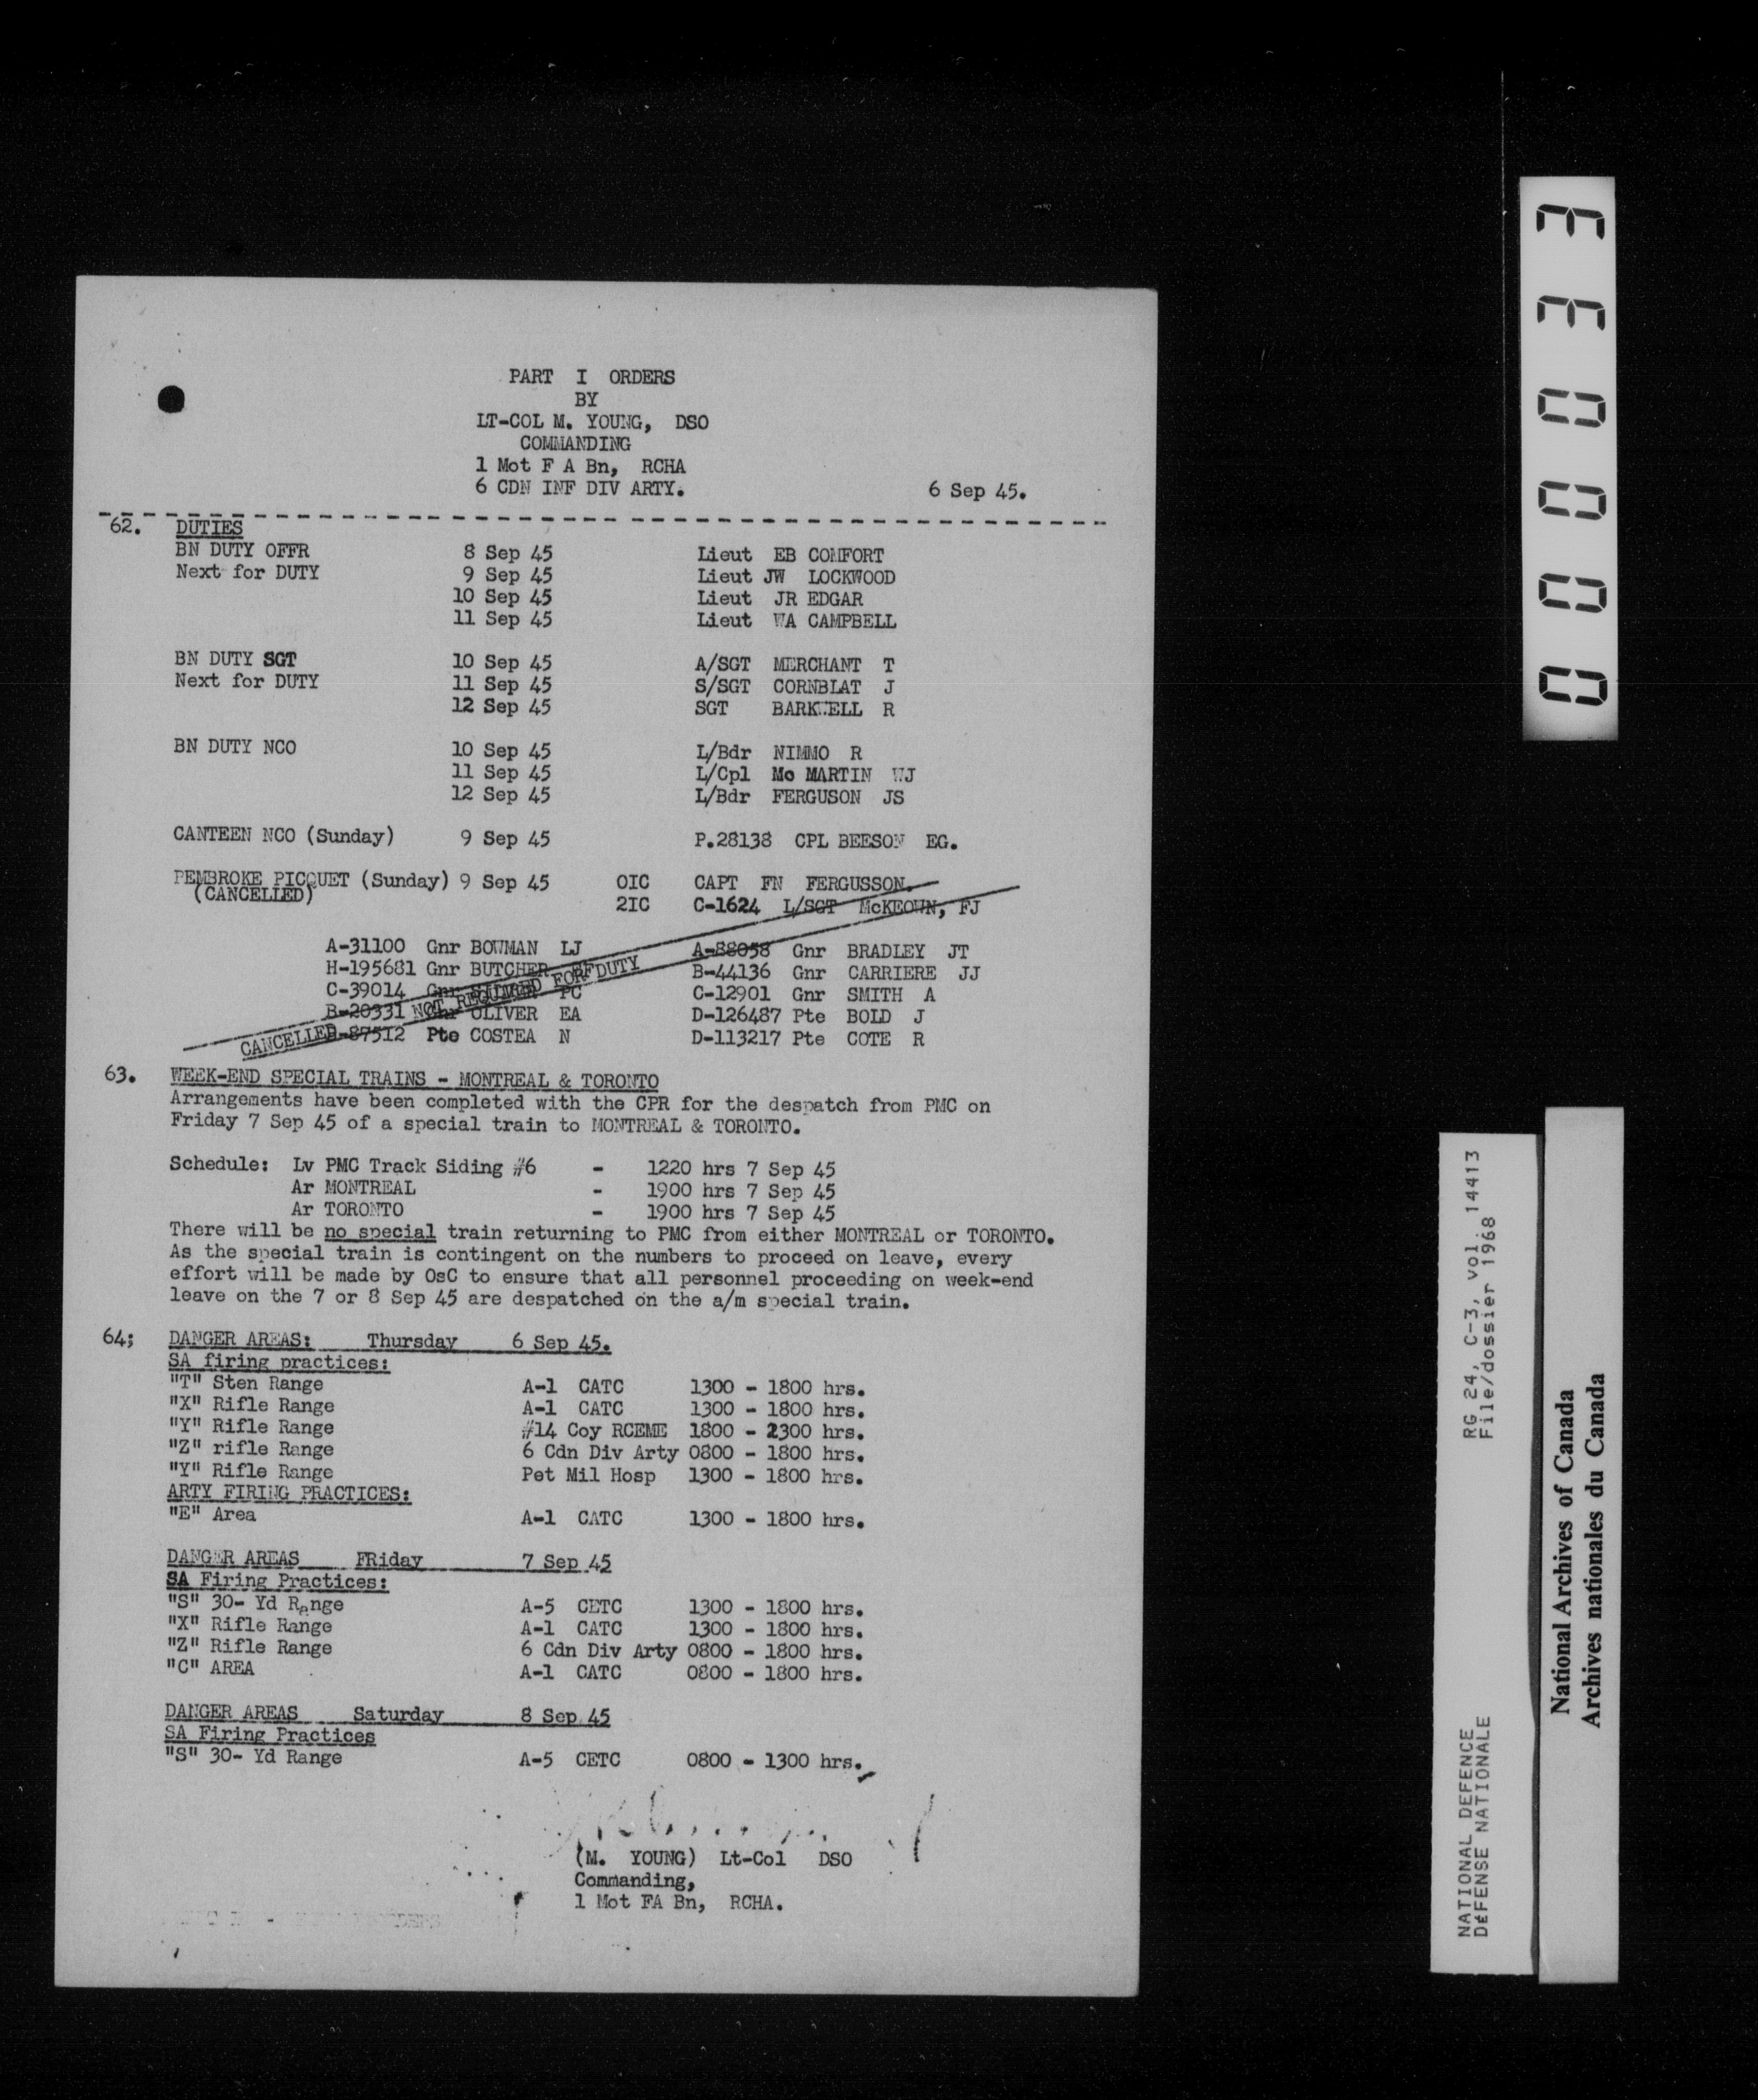 PART I ORDERS
BY
LT-COL M. YOUNG, DSO
COMMANDING
1 Mot F A Bn, RCHA
6 CDN INF DIV ARTY. 6 Sep 45.
62. DUTIES
BN DUTY OFFR 8 Sep 45 Lieut EB COMFORT
Next for DUTY 9 Sep 45 Lieut JW LOCKWOOD
10 Sep 45 Lieut JR EDGAR
11 Sep 45 Lieut WA CAMPBELL
BN DUTY SGT 10 Sep 45 A/SGT MERCHANT T
Next for DUTY 11 Sep 45 S/SGT CORNBLAT J
12 Sep 45 SGT BARKWELL R
BN DUTY NCO 10 Sep 45 L/Bdr NIMMO R
11 Sep 45 L/Cpl Mc MARTIN WJ
12 Sep 45 L/Bdr FERGUSON JS
CANTEEN NCO (Sunday) 9 Sep 45 P.28138 CPL BEESON EG.
PEMBROKE PICQUET (Sunday) 9 Sep 45 OIC CAPT FN FERGUSSON.
(CANCELLED)
2IC C-1624 L/SGT McKEOWN, FJ
A-31100 Gnr BOWMAN LJ A-88058 Gnr BRADLEY JT
H-195681 Gnr BUTCHER B-44136 Gnr CARRIERE JJ
C-39014 Gnr PC C-12901 Gnr SMITH A
B-20331 Gnr OLIVER EA D-126487 Pte BOLD J
87512 Pte COSTEA N D-113217 Pte COTE R
CANCELLED NOT REQUIRED FOR DUTY
63. WEEK-END SPECIAL TRAINS - MONTREAL & TORONTO
Arrangements have been completed with the CPR for the despatch from PMC on
Friday 7 Sep 45 of a special train to MONTREAL & TORONTO.
Schedule: Lv PMC Track Siding #6 - 1220 hrs 7 Sep 45
Ar MONTREAL - 1900 hrs 7 Sep 45
Ar TORONTO - 1900 hrs 7 Sep 45
There will be no special train returning to PMC from either MONTREAL or TORONTO.
As the special train is contingent on the numbers to proceed on leave, every
effort will be made by OsC to ensure that all personnel proceeding on week-end
leave on the 7 or 8 Sep 45 are despatched on the a/m special train.
64; DANGER AREAS: Thursday 6 Sep 45.
SA firing practices:
"T" Sten Range A-1 CATC 1300 - 1800 hrs.
"X" Rifle Range A-1 CATC 1300 - 1800 hrs.
"Y" Rifle Range #14 Coy RCEME 1800 - 2300 hrs.
"Z" rifle Range 6 Cdn Div Arty 0800 - 1800 hrs.
"Y" Rifle Range Pet Mil Hosp 1300 - 1800 hrs.
ARTY FIRING PRACTICES:
"E" Area A-1 CATC 1300 - 1800 hrs.
DANGER AREAS FRiday 7 Sep 45
SA Firing Practices:
"S" 30- Yd Range A-5 CETC 1300 - 1800 hrs.
"X" Rifle Range A-1 CATC 1300 - 1800 hrs.
"Z" Rifle Range 6 Cdn Div Arty 0800 - 1800 hrs.
"C" AREA A-1 CATC 0800 - 1800 hrs.
DANGER AREAS Saturday 8 Sep 45
SA Firing Practices
"S" 30- Yd Range A-5 CETC 0800 - 1300 hrs.
(M. YOUNG) Lt-Col DSO
Commanding,
1 Mot FA Bn, RCHA.
000033
NATIONAL DEFENCE RG 24, C-3, vol. 14413
DÉFENSE NATIONALE File/dossier 1968
National Archives of Canada
Archives nationales du Canada